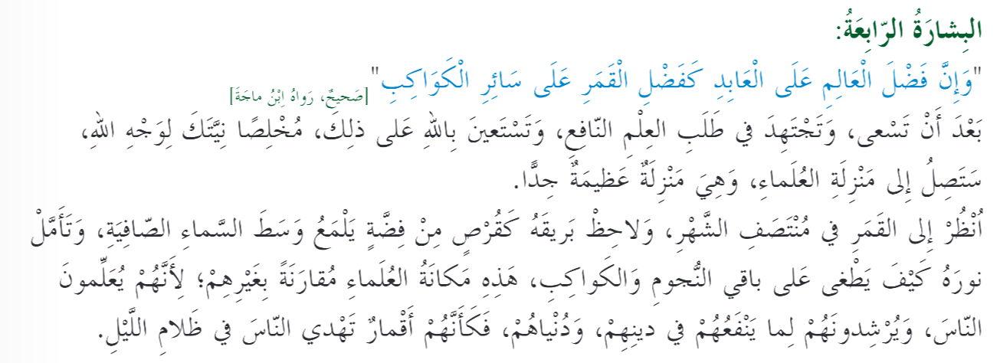 البِشارَةُ الرّابِعَةُ:
"وَإِنَّ فَضْلَ الْعَالِمِ عَلَى الْعَابِدِ كَفَضْلِ الْقَمَرِ عَلَى سَائِرِ الْكَوَاكِبِ" [صَحيحٌ، رَواهُ اِبْنُ ماجَةَ]
بَعْدَ أَنْ تَسْعى، وَتَجْتَهِدَ في طَلَبِ العِلْمِ النّافِعِ، وَتَسْتَعينَ بِاللهِ عَلى ذلِكَ، مُخْلِصًا نِيَّتَكَ لِوَجْهِ اللهِ،
سَتَصِلُ إِلى مَنْزِلَةِ العُلَماءِ، وَهِيَ مَنْزِلَةٌ عَظيمَةٌ جِدًّا.
اُنْظُرْ إِلى القَمَرِ في مُنْتَصَفِ الشَّهْرِ، وَلاحِظْ بَريقَهُ كَقُرْصٍ مِنْ فِضَّةٍ يَلْمَعُ وَسَطَ السَّماءِ الصّافِيَةِ، وَتَأَمَّلْ
نورَهُ كَيْفَ يَطْغى عَلى باقي النُّجومِ وَالكَواكِبِ، هَذِهِ مَكانَةُ العُلَماءِ مُقارَنَةً بِغَيْرِهِمْ؛ لِأَنَّهُمْ يُعَلِّمونَ
النّاسَ، وَيُرْشِدونَهُمْ لِما يَنْفَعُهُمْ في دينِهِمْ، وَدُنْياهُمْ، فَكَأَنَّهُمْ أَقْمارٌ تَهْدي النّاسَ في ظَلامِ اللَّيْلِ.